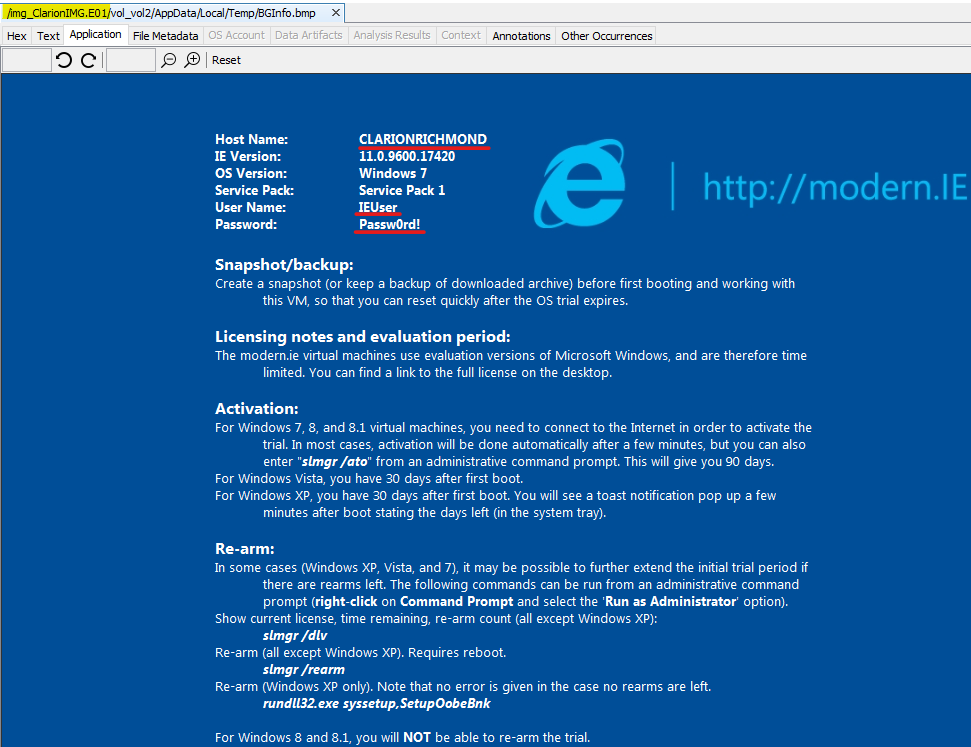 /img_ClarionIMG.E01/vol_vol2/AppData/Local/Temp/BGInfo.bmp ×
Hex Text Application File Metadata OS Account Data Artifacts Analysis Results Context Annotations Other Occurrences
Reset
Host Name: CLARIONRICHMOND
IE Version: 11.0.9600.17420
OS Version: Windows 7
Service Pack: Service Pack 1
User Name: IEUser
Password: Passw0rd!
http://modern.IE
Snapshot/backup:
Create a snapshot (or keep a backup of downloaded archive) before first booting and working with
this VM, so that you can reset quickly after the OS trial expires.
Licensing notes and evaluation period:
The modern.ie virtual machines use evaluation versions of Microsoft Windows, and are therefore time
limited. You can find a link to the full license on the desktop.
Activation:
For Windows 7, 8, and 8.1 virtual machines, you need to connect to the Internet in order to activate the
trial. In most cases, activation will be done automatically after a few minutes, but you can also
enter "slmgr /ato" from an administrative command prompt. This will give you 90 days.
For Windows Vista, you have 30 days after first boot.
For Windows XP, you have 30 days after first boot. You will see a toast notification pop up a few
minutes after boot stating the days left (in the system tray).
Re-arm:
In some cases (Windows XP, Vista, and 7), it may be possible to further extend the initial trial period if
there are rearms left. The following commands can be run from an administrative command
prompt (right-click on Command Prompt and select the 'Run as Administrator' option).
Show current license, time remaining, re-arm count (all except Windows XP):
slmgr /dlv
Re-arm (all except Windows XP). Requires reboot.
slmgr /rearm
Re-arm (Windows XP only). Note that no error is given in the case no rearms are left.
rundll32.exe syssetup,SetupOobeBnk
For Windows 8 and 8.1, you will NOT be able to re-arm the trial.